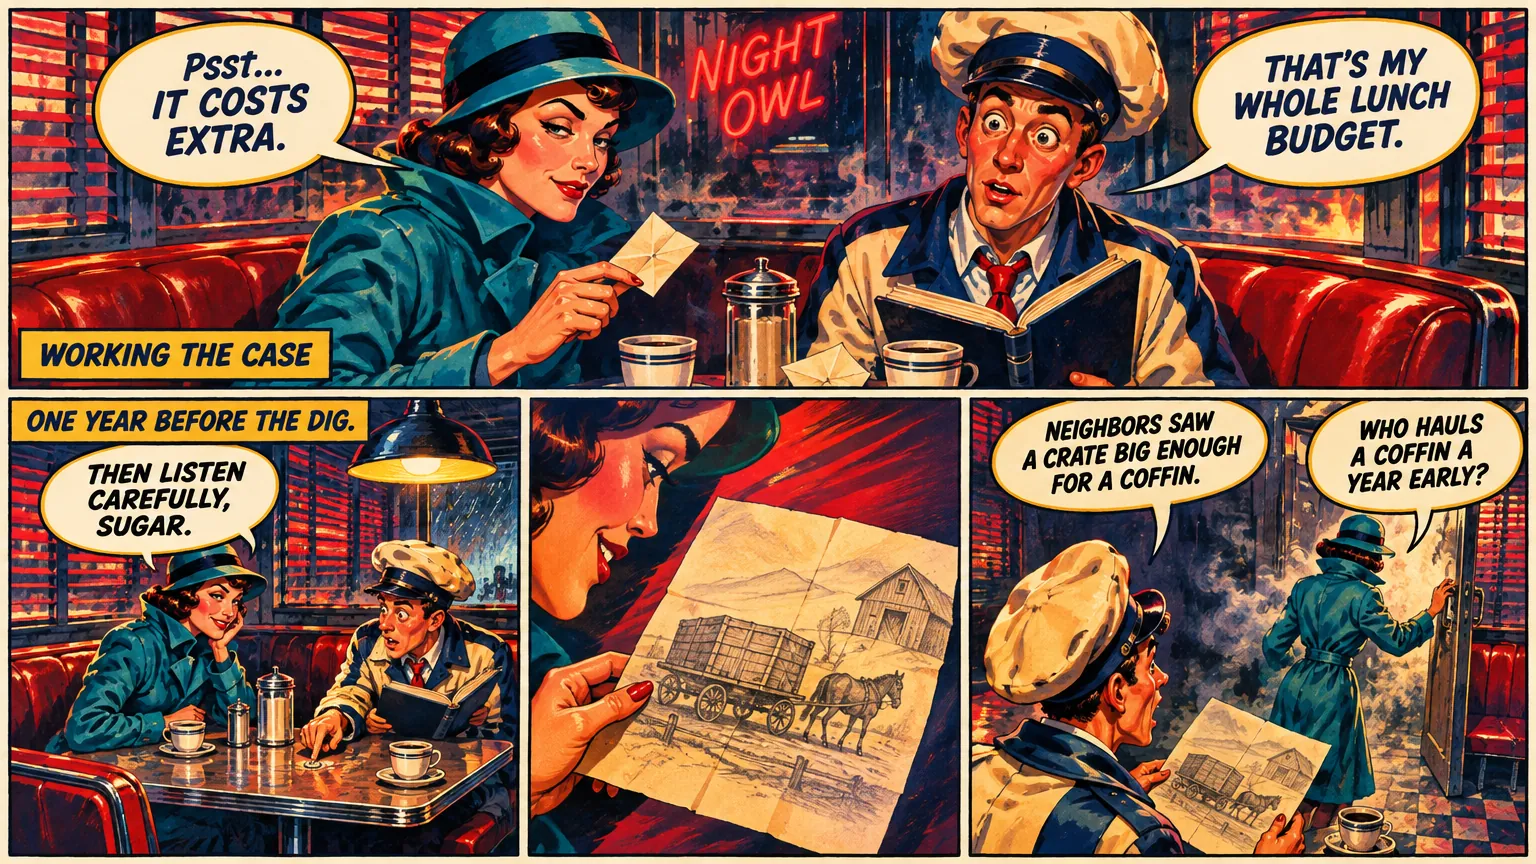 Psst...
IT COSTS
EXTRA.
NIGHT
OWL
THAT'S MY
WHOLE LUNCH
BUDGET.
WORKING THE CASE
ONE YEAR BEFORE THE DIG.
THEN LISTEN
CAREFULLY,
SUGAR.
NEIGHBORS SAW
A CRATE BIG ENOUGH
FOR A COFFIN.
WHO HAULS
A COFFIN A
YEAR EARLY?